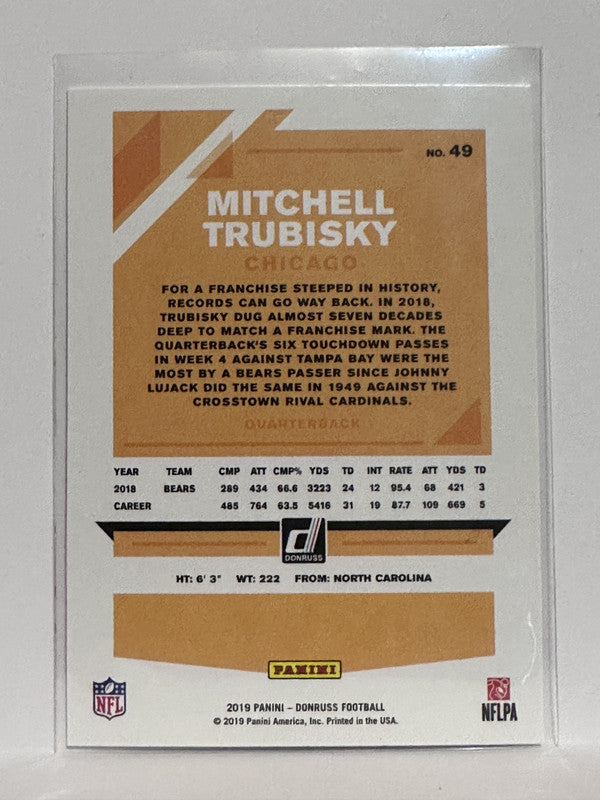 NO. 49
MITCHELL
TRUBISKY
CHICAGO
FOR A FRANCHISE STEEPED IN HISTORY,
RECORDS CAN GO WAY BACK. IN 2018,
TRUBISKY DUG ALMOST SEVEN DECADES
DEEP TO MATCH A FRANCHISE MARK. THE
QUARTERBACK'S SIX TOUCHDOWN PASSES
IN WEEK 4 AGAINST TAMPA BAY WERE THE
MOST BY A BEARS PASSER SINCE JOHNNY
LUJACK DID THE SAME IN 1949 AGAINST THE
CROSSTOWN RIVAL CARDINALS.
QUARTERBACK
YEAR TEAM CMP ATT CMP% YDS TD INT RATE ATT YDS TD
2018 BEARS 289 434 66.6 3223 24 12 95.4 68 421 3
CAREER 485 764 63.5 5416 31 19 87.7 109 669 5
d
DONRUSS
HT: 6' 3" WT: 222 FROM: NORTH CAROLINA
PANINI
NFL
2019 PANINI – DONRUSS FOOTBALL
© 2019 Panini America, Inc. Printed in the USA.
NFLPA